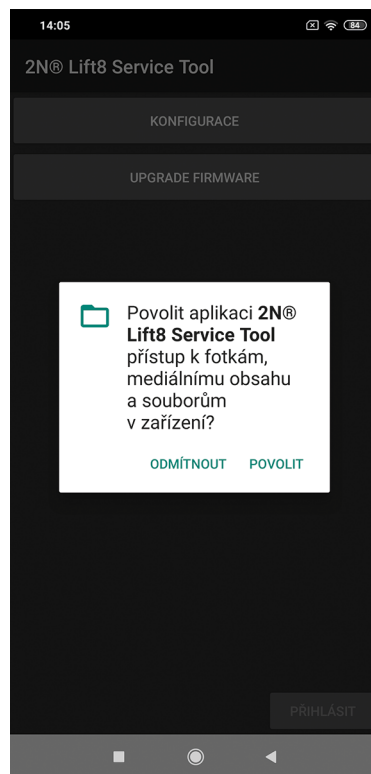 14:05
84
2N® Lift8 Service Tool
KONFIGURACE
UPGRADE FIRMWARE
Povolit aplikaci 2N®
Lift8 Service Tool
přístup k fotkám,
mediálnímu obsahu
a souborům
v zařízení?
ODMÍTNOUT POVOLIT
PŘIHLÁSIT